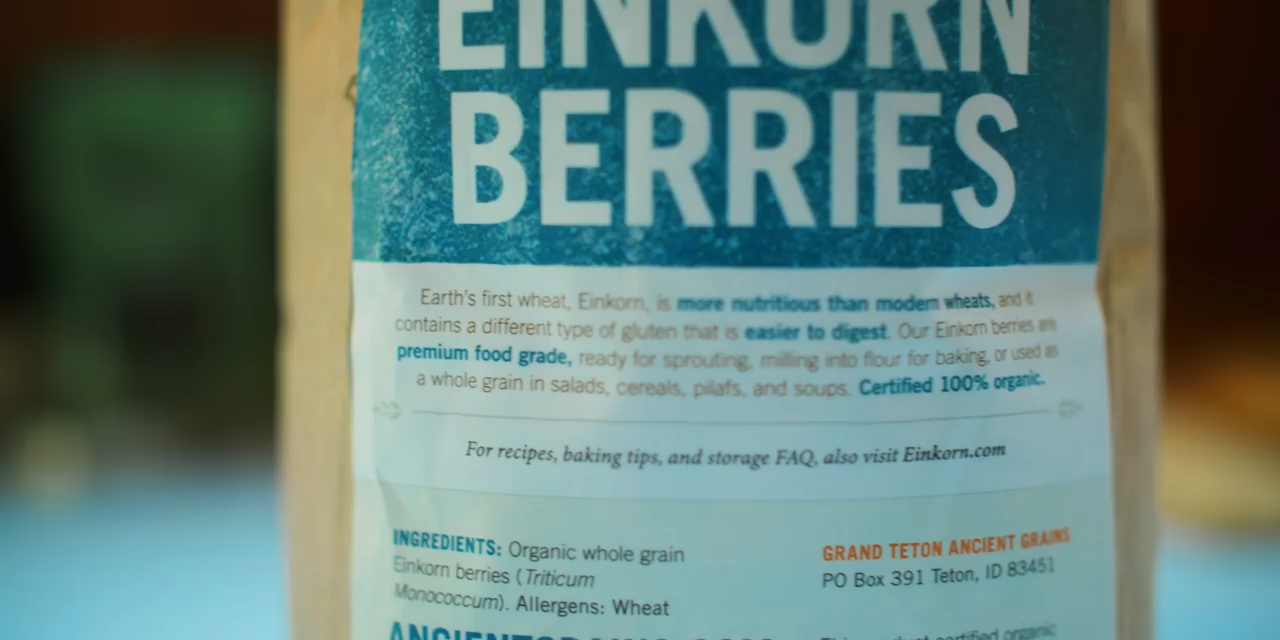 EINKORN
BERRIES
Earth's first wheat, Einkorn, is more nutritious than modern wheats, and it
contains a different type of gluten that is easier to digest. Our Einkorn berries are
premium food grade, ready for sprouting, milling into flour for baking, or used as
a whole grain in salads, cereals, pilafs, and soups. Certified 100% organic.
For recipes, baking tips, and storage FAQ, also visit Einkorn.com
INGREDIENTS: Organic whole grain
Einkorn berries (Triticum
Monococcum). Allergens: Wheat
GRAND TETON ANCIENT GRAINS
PO Box 391 Teton, ID 83451
certified organic